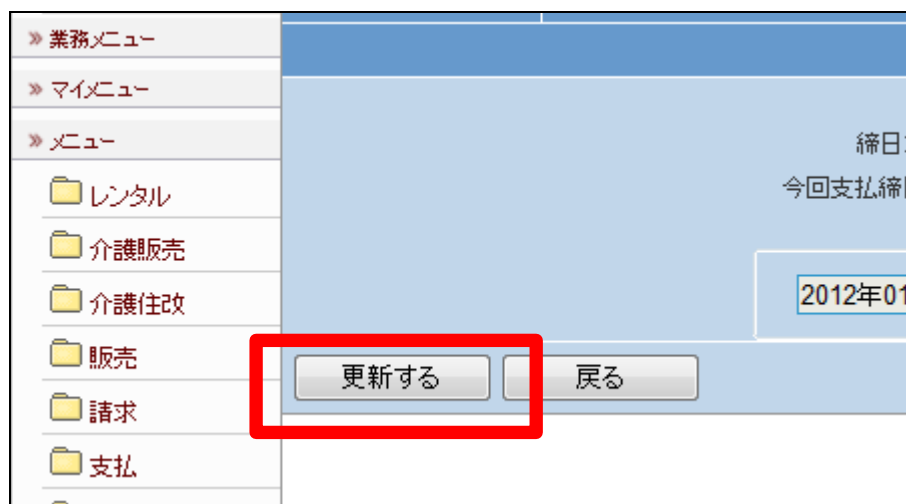 業務メニュー
マイメニュー
メニュー
レンタル
介護販売
介護住改
販売
請求
支払
締日
今回支払締
2012年01
更新する
戻る